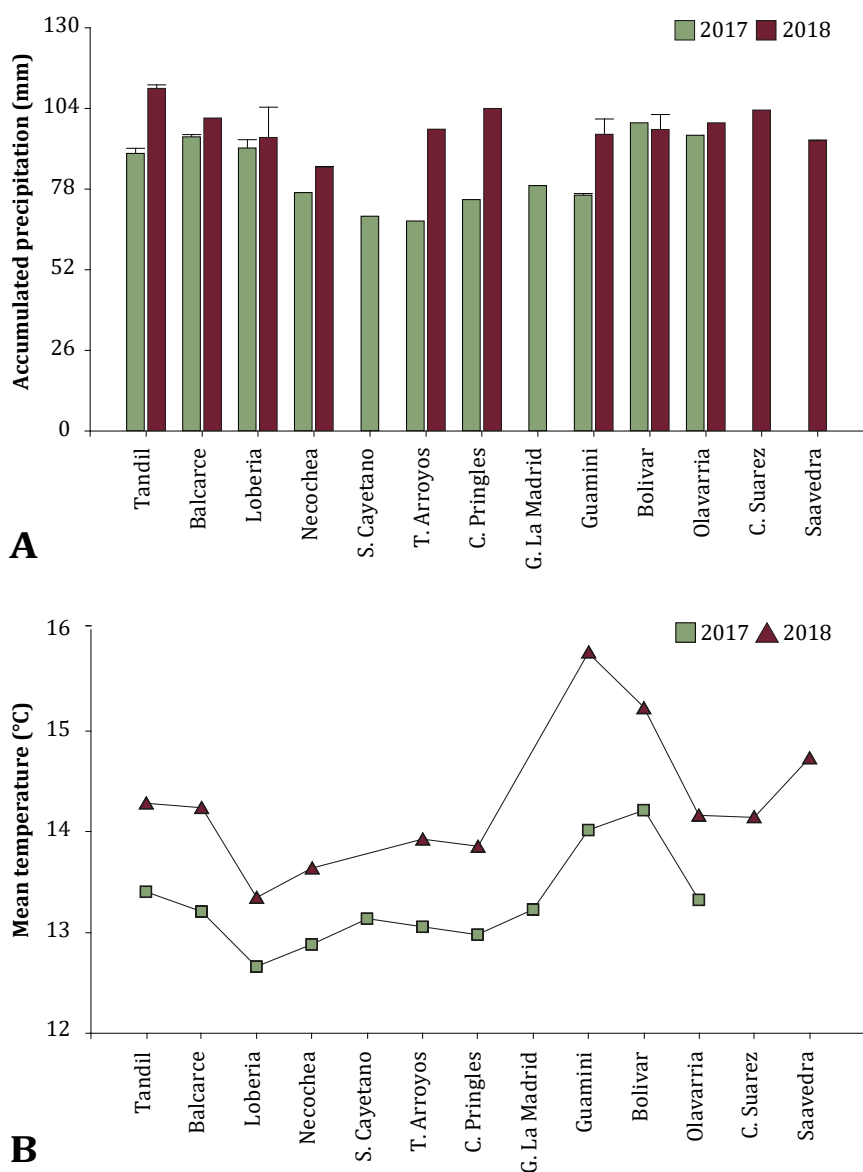 130
2017 2018
104
78
52
26
0
Accumulated precipitation (mm)
Tandil
Balcarce
Loberia
Necochea
S. Cayetano
T. Arroyos
C. Pringles
G. La Madrid
Guamini
Bolivar
Olavarria
C. Suarez
Saavedra
A
16
2017 2018
15
14
13
12
Mean temperature (°C)
Tandil
Balcarce
Loberia
Necochea
S. Cayetano
T. Arroyos
C. Pringles
G. La Madrid
Guamini
Bolivar
Olavarria
C. Suarez
Saavedra
B